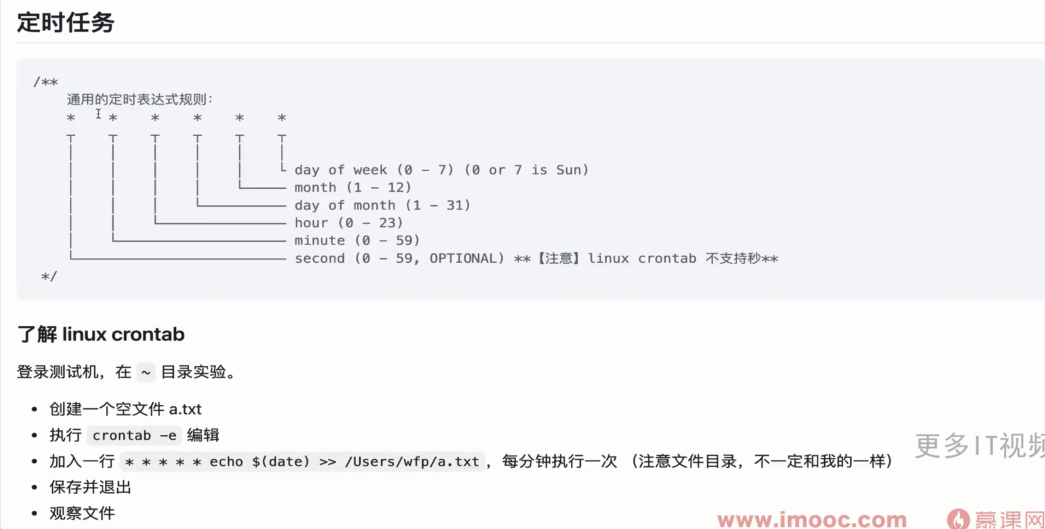 定时任务
/**
通用的定时表达式规则：
* * * * * *
day of week (0 - 7) (0 or 7 is Sun)
month (1 - 12)
day of month (1 - 31)
hour (0 - 23)
minute (0 - 59)
second (0 - 59, OPTIONAL) **【注意】linux crontab 不支持秒**
*/
了解 linux crontab
登录测试机，在 ~ 目录实验。
• 创建一个空文件 a.txt
• 执行 crontab -e 编辑
• 加入一行 * * * * * echo $(date) >> /Users/wfp/a.txt ，每分钟执行一次 （注意文件目录，不一定和我的一样）
• 保存并退出
• 观察文件
更多IT视频
www.imooc.com 慕课网